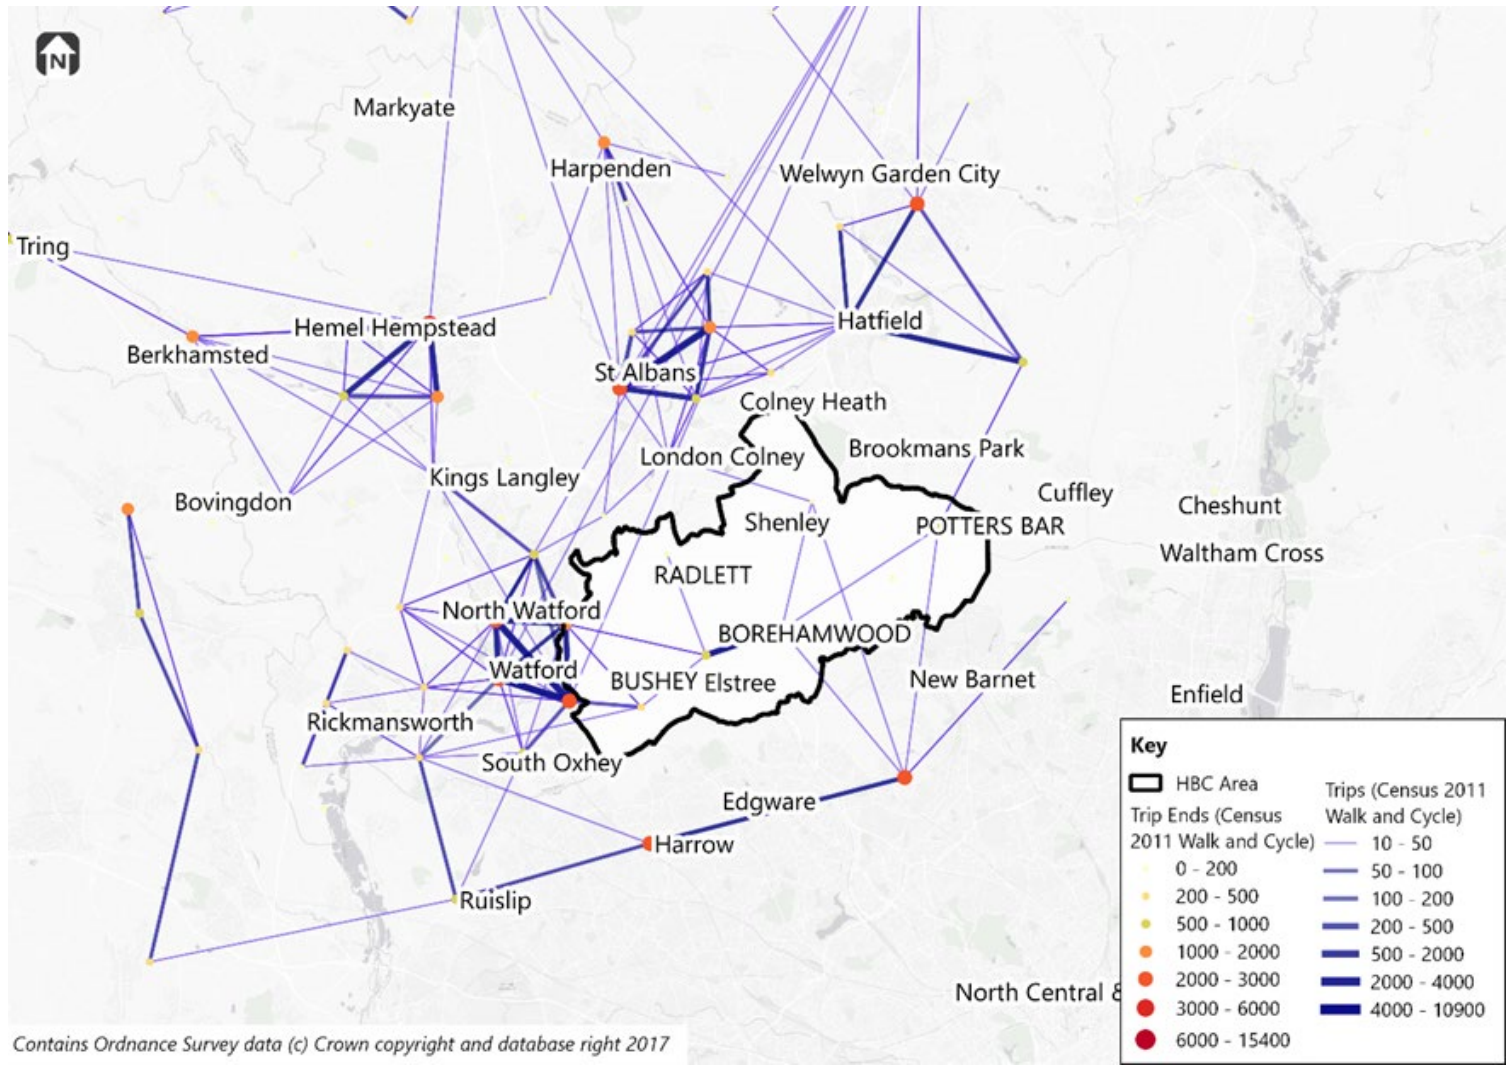 N
Markyate
Harpenden
Welwyn Garden City
Tring
Hemel Hempstead
Hatfield
Berkhamsted
St Albans
Colney Heath
Brookmans Park
London Colney
Kings Langley
Bovingdon
Cuffley
Cheshunt
Shenley
POTTERS BAR
Waltham Cross
RADLETT
North Watford
BOREHAMWOOD
Watford
BUSHEY
Elstree
New Barnet
Enfield
Rickmansworth
South Oxhey
Edgware
Harrow
Ruislip
North Central &
Key
HBC Area
Trip Ends (Census
2011 Walk and Cycle)
0 - 200
200 - 500
500 - 1000
1000 - 2000
2000 - 3000
3000 - 6000
6000 - 15400
Trips (Census 2011
Walk and Cycle)
10 - 50
50 - 100
100 - 200
200 - 500
500 - 2000
2000 - 4000
4000 - 10900
Contains Ordnance Survey data (c) Crown copyright and database right 2017